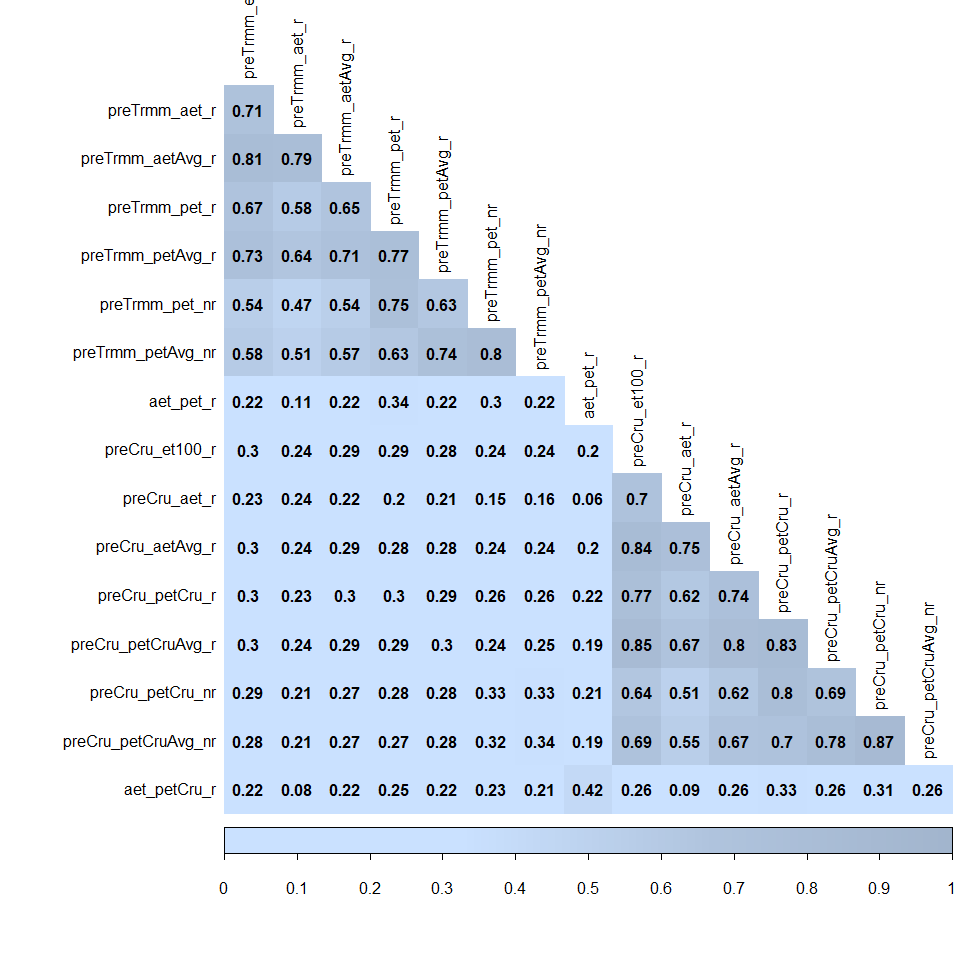 preTrmm_e
preTrmm_aet_r
preTrmm_aetAvg_r
preTrmm_pet_r
preTrmm_petAvg_r
preTrmm_pet_nr
preTrmm_petAvg_nr
aet_pet_r
preCru_et100_r
preCru_aet_r
preCru_aetAvg_r
preCru_petCru_r
preCru_petCruAvg_r
preCru_petCru_nr
preCru_petCruAvg_nr
preTrmm_aet_r 0.71
preTrmm_aetAvg_r 0.81 0.79
preTrmm_pet_r 0.67 0.58 0.65
preTrmm_petAvg_r 0.73 0.64 0.71 0.77
preTrmm_pet_nr 0.54 0.47 0.54 0.75 0.63
preTrmm_petAvg_nr 0.58 0.51 0.57 0.63 0.74 0.8
aet_pet_r 0.22 0.11 0.22 0.34 0.22 0.3 0.22
preCru_et100_r 0.3 0.24 0.29 0.29 0.28 0.24 0.24 0.2
preCru_aet_r 0.23 0.24 0.22 0.2 0.21 0.15 0.16 0.06 0.7
preCru_aetAvg_r 0.3 0.24 0.29 0.28 0.28 0.24 0.24 0.2 0.84 0.75
preCru_petCru_r 0.3 0.23 0.3 0.3 0.29 0.26 0.26 0.22 0.77 0.62 0.74
preCru_petCruAvg_r 0.3 0.24 0.29 0.29 0.3 0.24 0.25 0.19 0.85 0.67 0.8 0.83
preCru_petCru_nr 0.29 0.21 0.27 0.28 0.28 0.33 0.33 0.21 0.64 0.51 0.62 0.8 0.69
preCru_petCruAvg_nr 0.28 0.21 0.27 0.27 0.28 0.32 0.34 0.19 0.69 0.55 0.67 0.7 0.78 0.87
aet_petCru_r 0.22 0.08 0.22 0.25 0.22 0.23 0.21 0.42 0.26 0.09 0.26 0.33 0.26 0.31 0.26
0 0.1 0.2 0.3 0.4 0.5 0.6 0.7 0.8 0.9 1